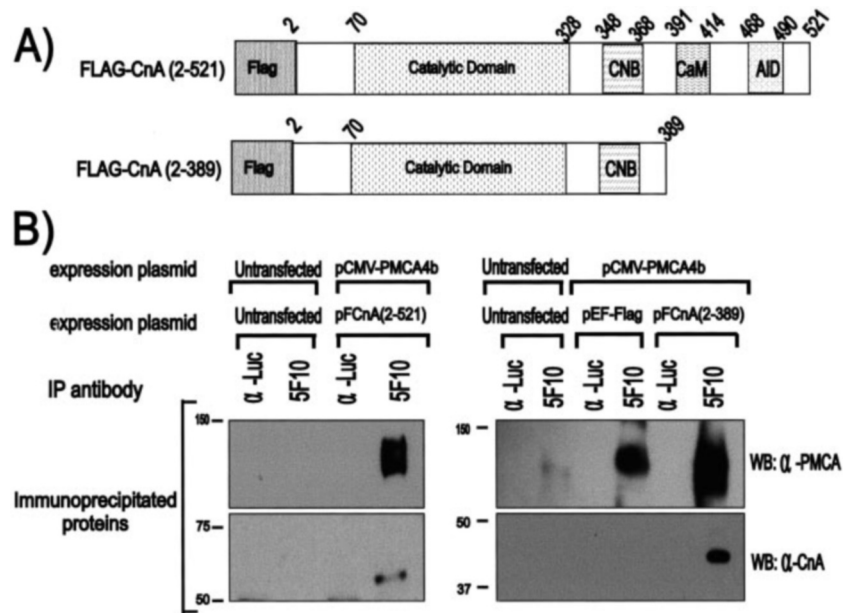 A)
2 70 328 348 368 391 414 468 490 521
FLAG-CnA (2-521) Flag Catalytic Domain CNB CaM AID
2 70 389
FLAG-CnA (2-389) Flag Catalytic Domain CNB
B)
expression plasmid Untransfected pCMV-PMCA4b Untransfected pCMV-PMCA4b
expression plasmid Untransfected pFCnA(2-521) Untransfected pEF-Flag pFCnA(2-389)
IP antibody α-Luc 5F10 α-Luc 5F10 α-Luc 5F10 α-Luc 5F10 α-Luc 5F10
150 150 WB: α-PMCA
Immunoprecipitated
proteins
75 50 WB: α-CnA
50 37